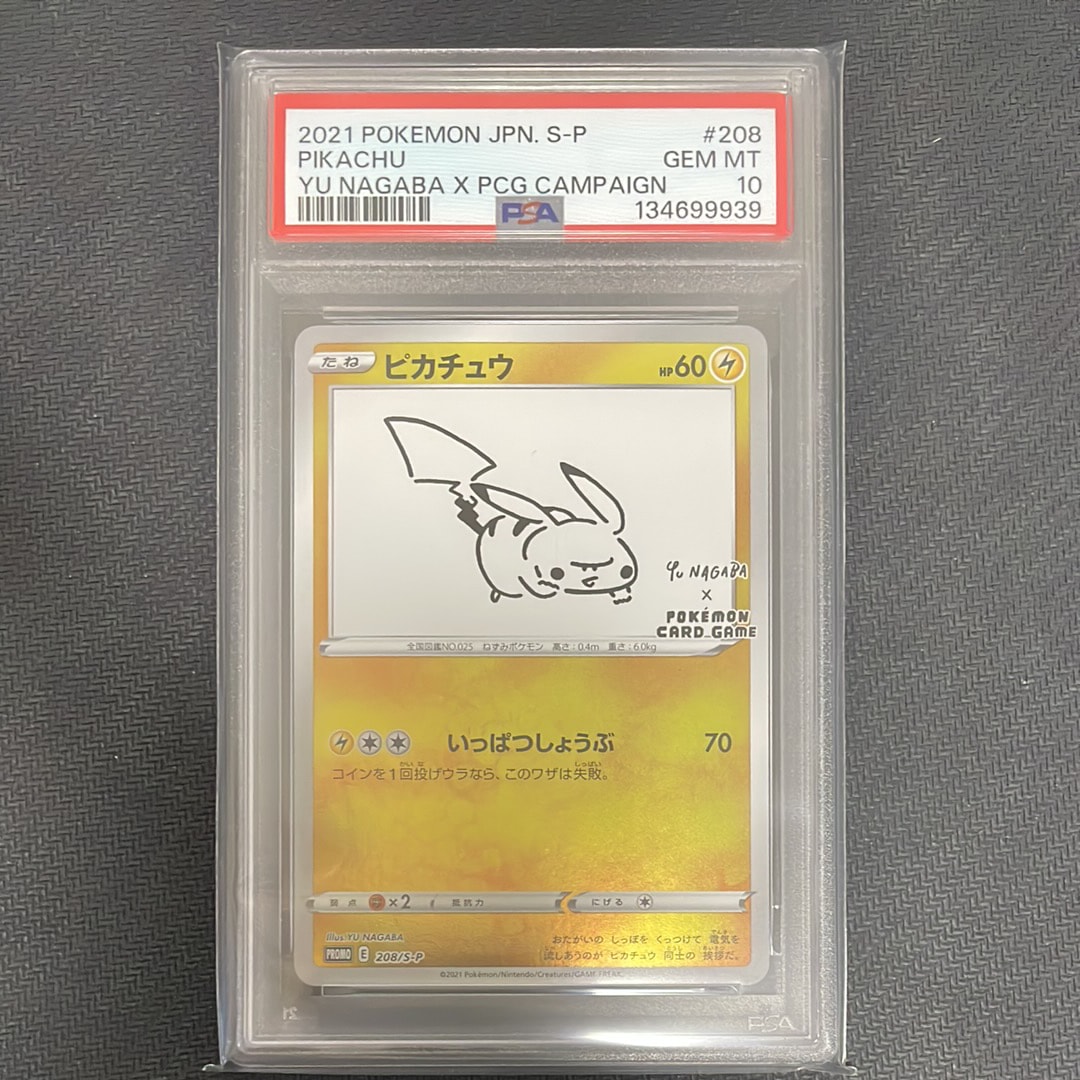 2021 POKEMON JPN. S-P #208
PIKACHU GEM MT
YU NAGABA X PCG CAMPAIGN 10
PSA 134699939
たね ピカチュウ HP60
YU NAGABA
×
POKÉMON
CARD GAME
全国図鑑NO.025 ねずみポケモン 高さ:0.4m 重さ:6.0kg
いっぱつしょうぶ 70
コインを1回投げウラなら、このワザは失敗。
弱点 ×2 抵抗力 にげる
Illus. YU NAGABA
PROMO E 208/S-P
おたがいの しっぽを くっつけて 電気を
試しあうのが ピカチュウ 同士の 挨拶だ。
©2021 Pokémon/Nintendo/Creatures/GAME FREAK.
PSA